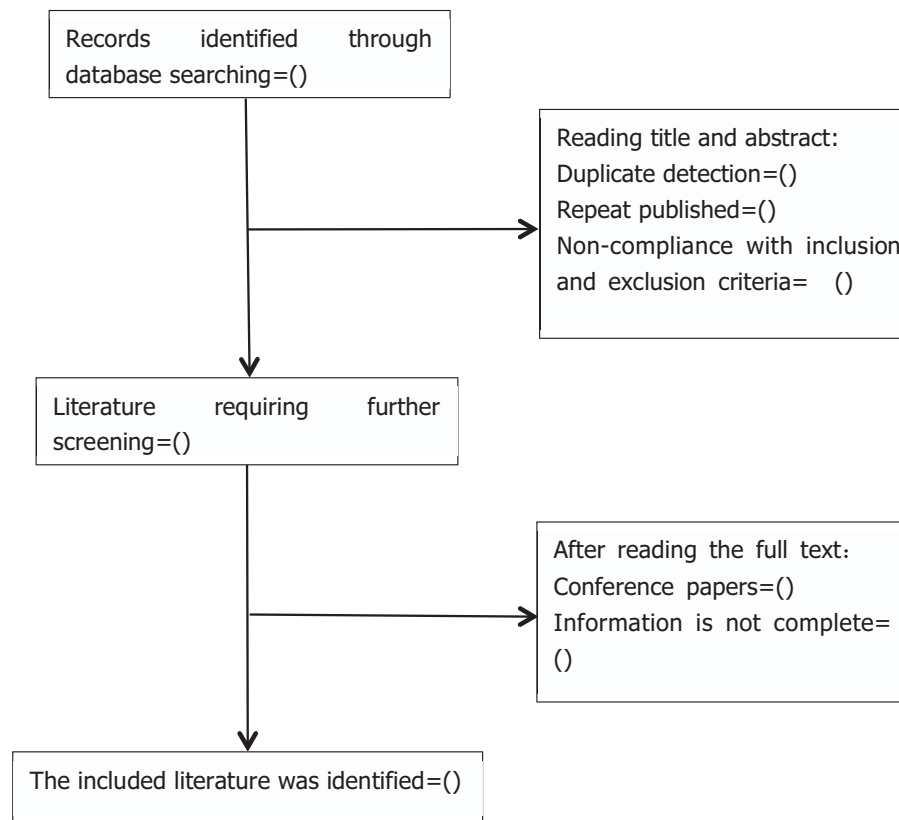 Records identified through
database searching=()
Reading title and abstract:
Duplicate detection=()
Repeat published=()
Non-compliance with inclusion
and exclusion criteria= ()
Literature requiring further
screening=()
After reading the full text：
Conference papers=()
Information is not complete=
()
The included literature was identified=()